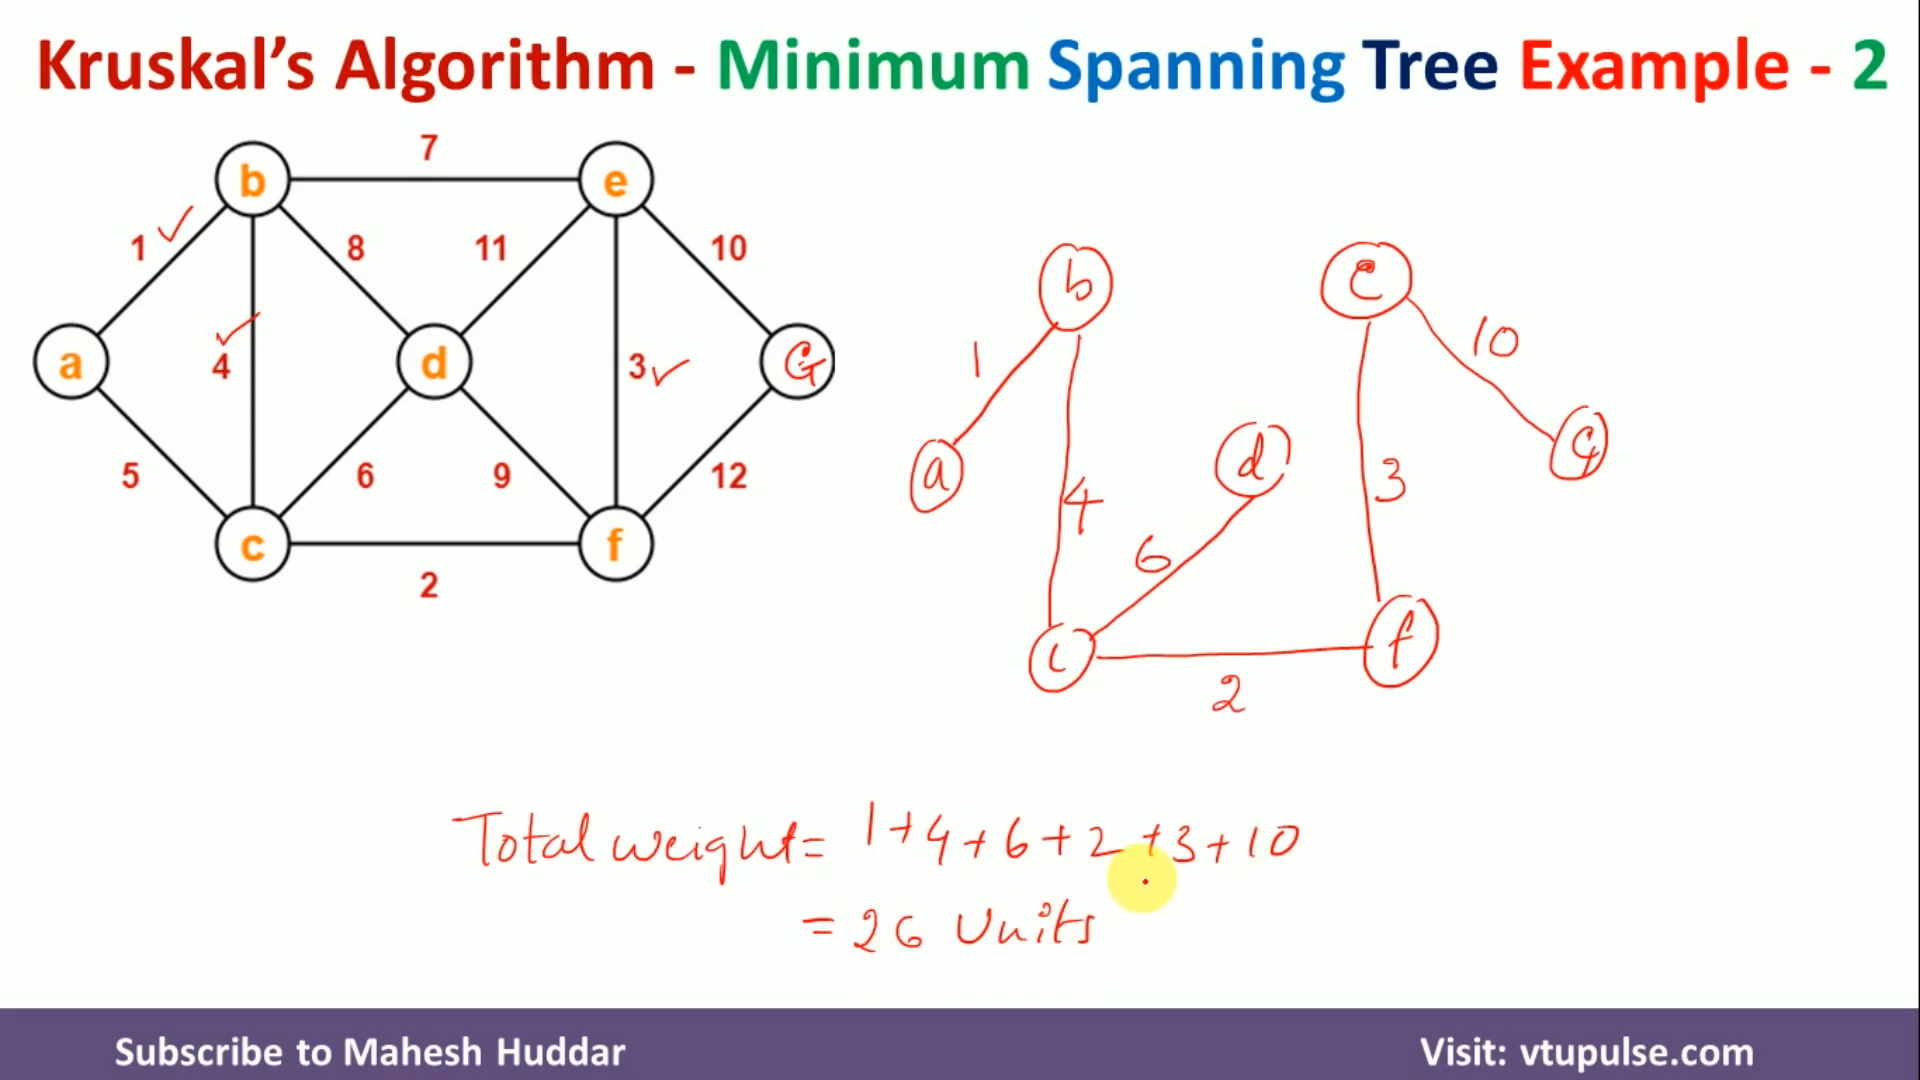 Kruskal's Algorithm - Minimum Spanning Tree Example - 2
7
b e
1 8 11 10
a 4 d 3 G
5 6 9 12
c f
2
b e
1 10
a d G
4 3
6
c f
2
Total weight = 1+4+6+2+3+10
= 26 Units
Subscribe to Mahesh Huddar
Visit: vtupulse.com